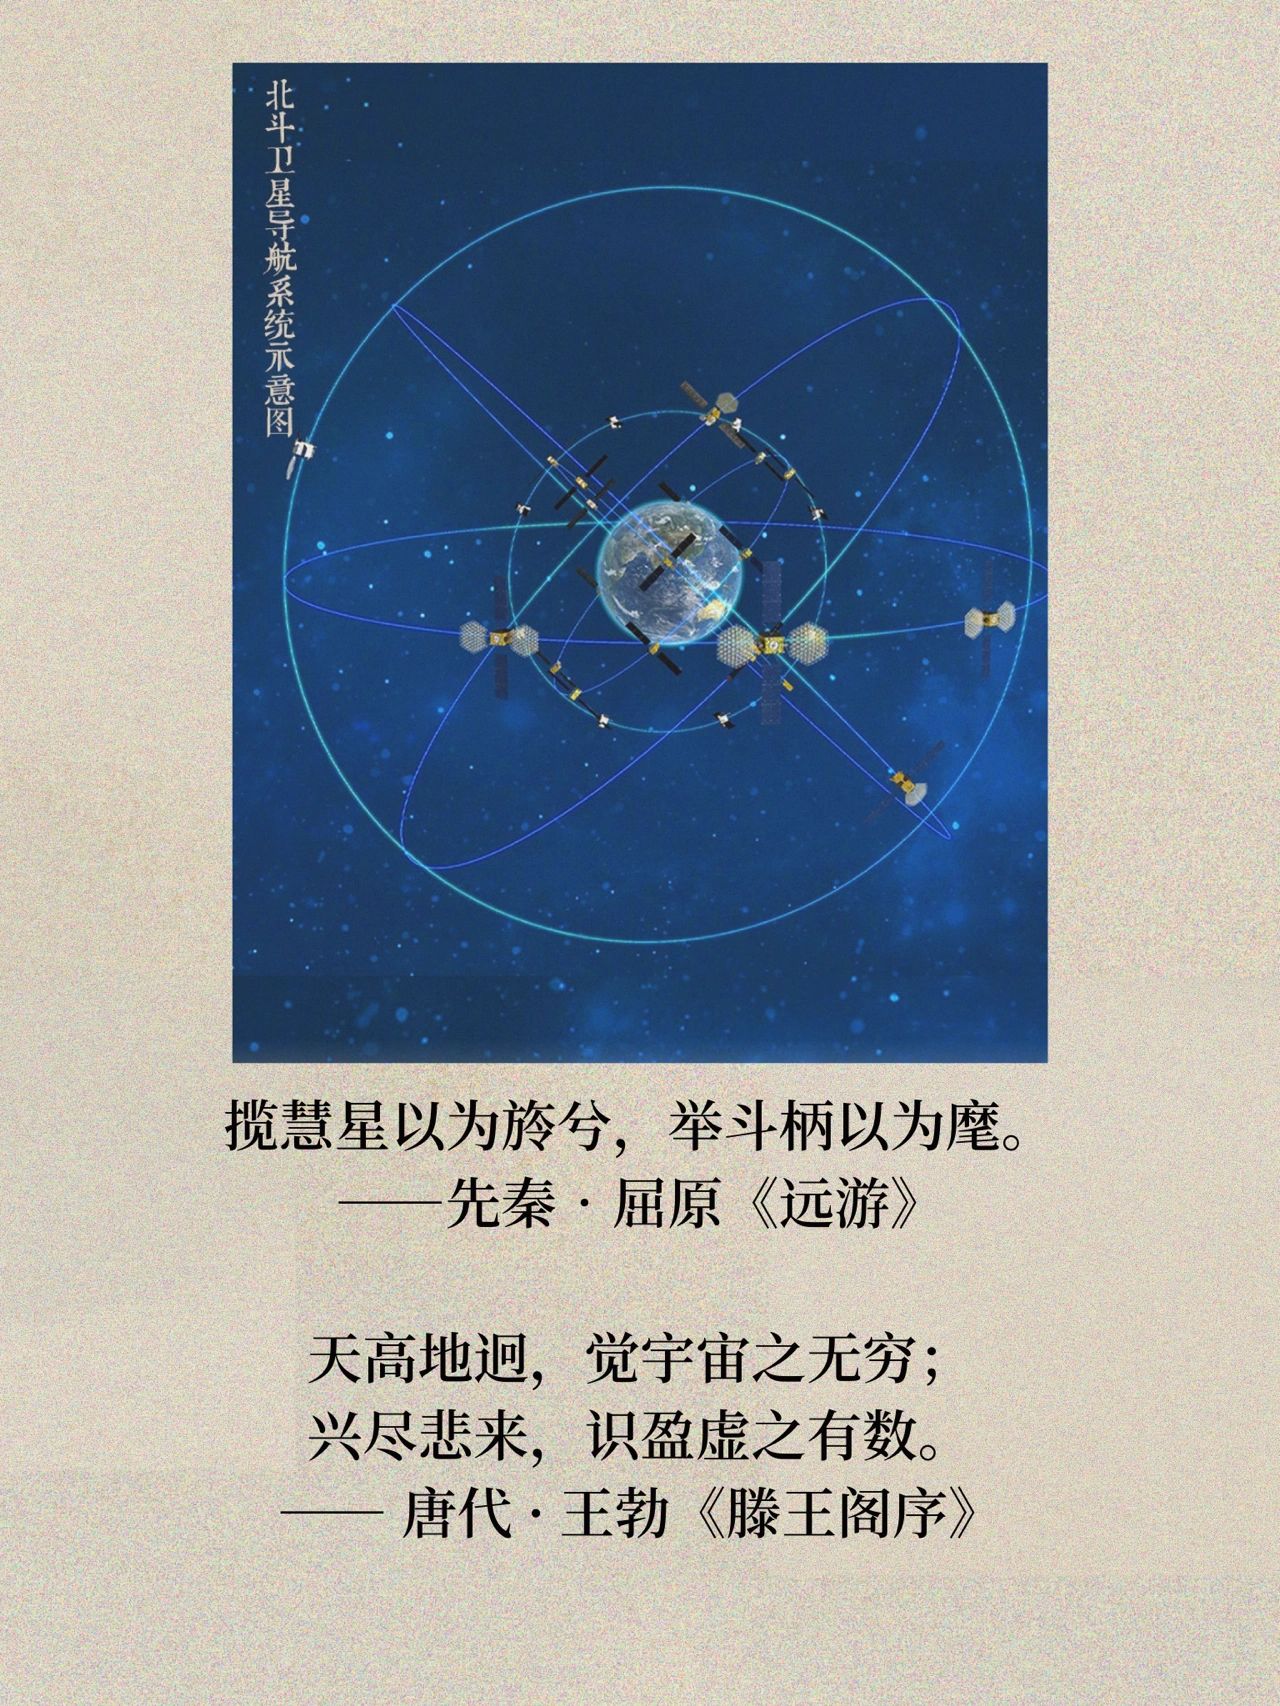 北斗卫星导航系统示意图
揽慧星以为旍兮，举斗柄以为麾。
——先秦·屈原《远游》
天高地迥，觉宇宙之无穷；
兴尽悲来，识盈虚之有数。
—— 唐代·王勃《滕王阁序》